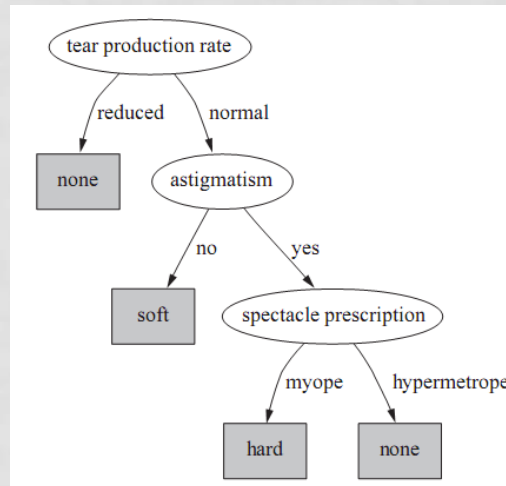 tear production rate
reduced
normal
none
astigmatism
no
yes
soft
spectacle prescription
myope
hypermetrope
hard
none